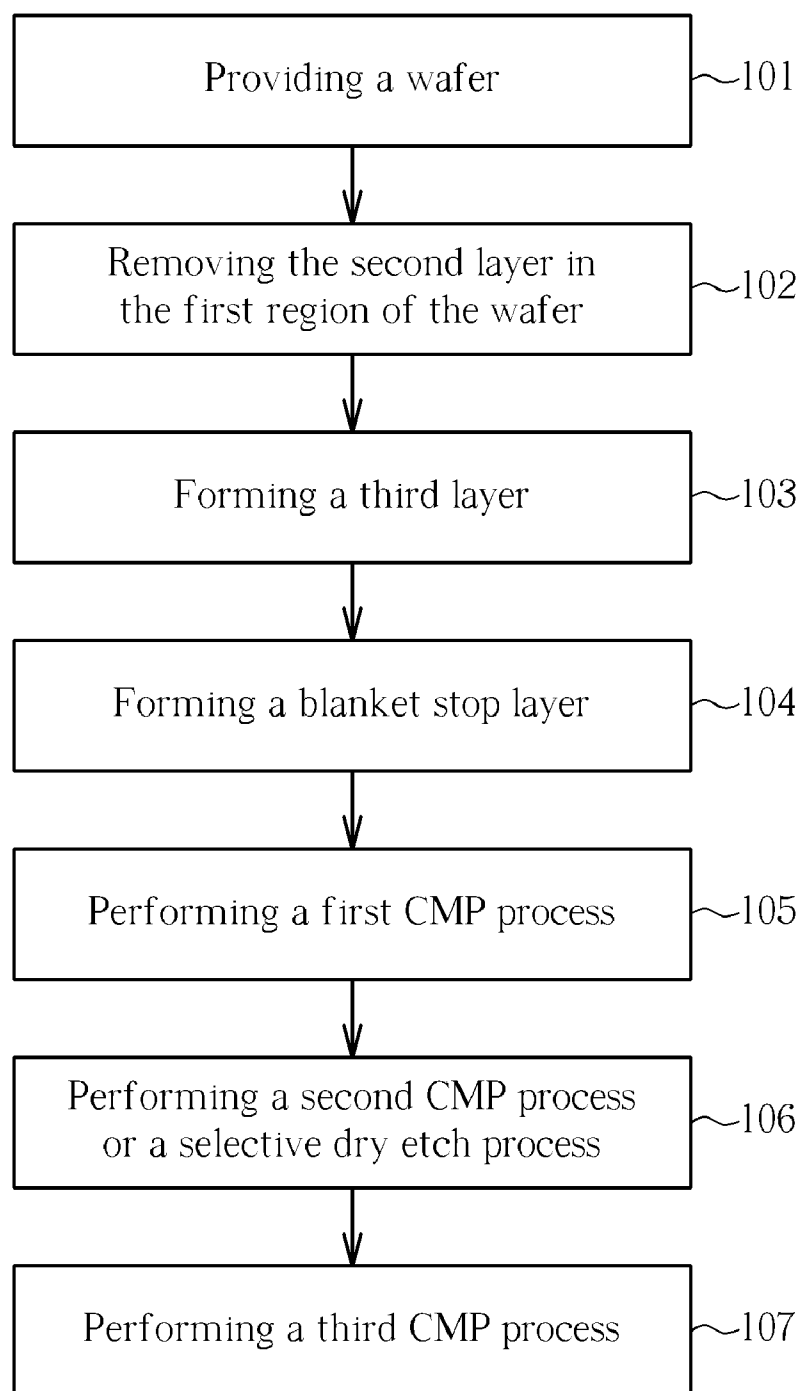 Providing a wafer
101
Removing the second layer in
the first region of the wafer
102
Forming a third layer
103
Forming a blanket stop layer
104
Performing a first CMP process
105
Performing a second CMP process
or a selective dry etch process
106
Performing a third CMP process
107